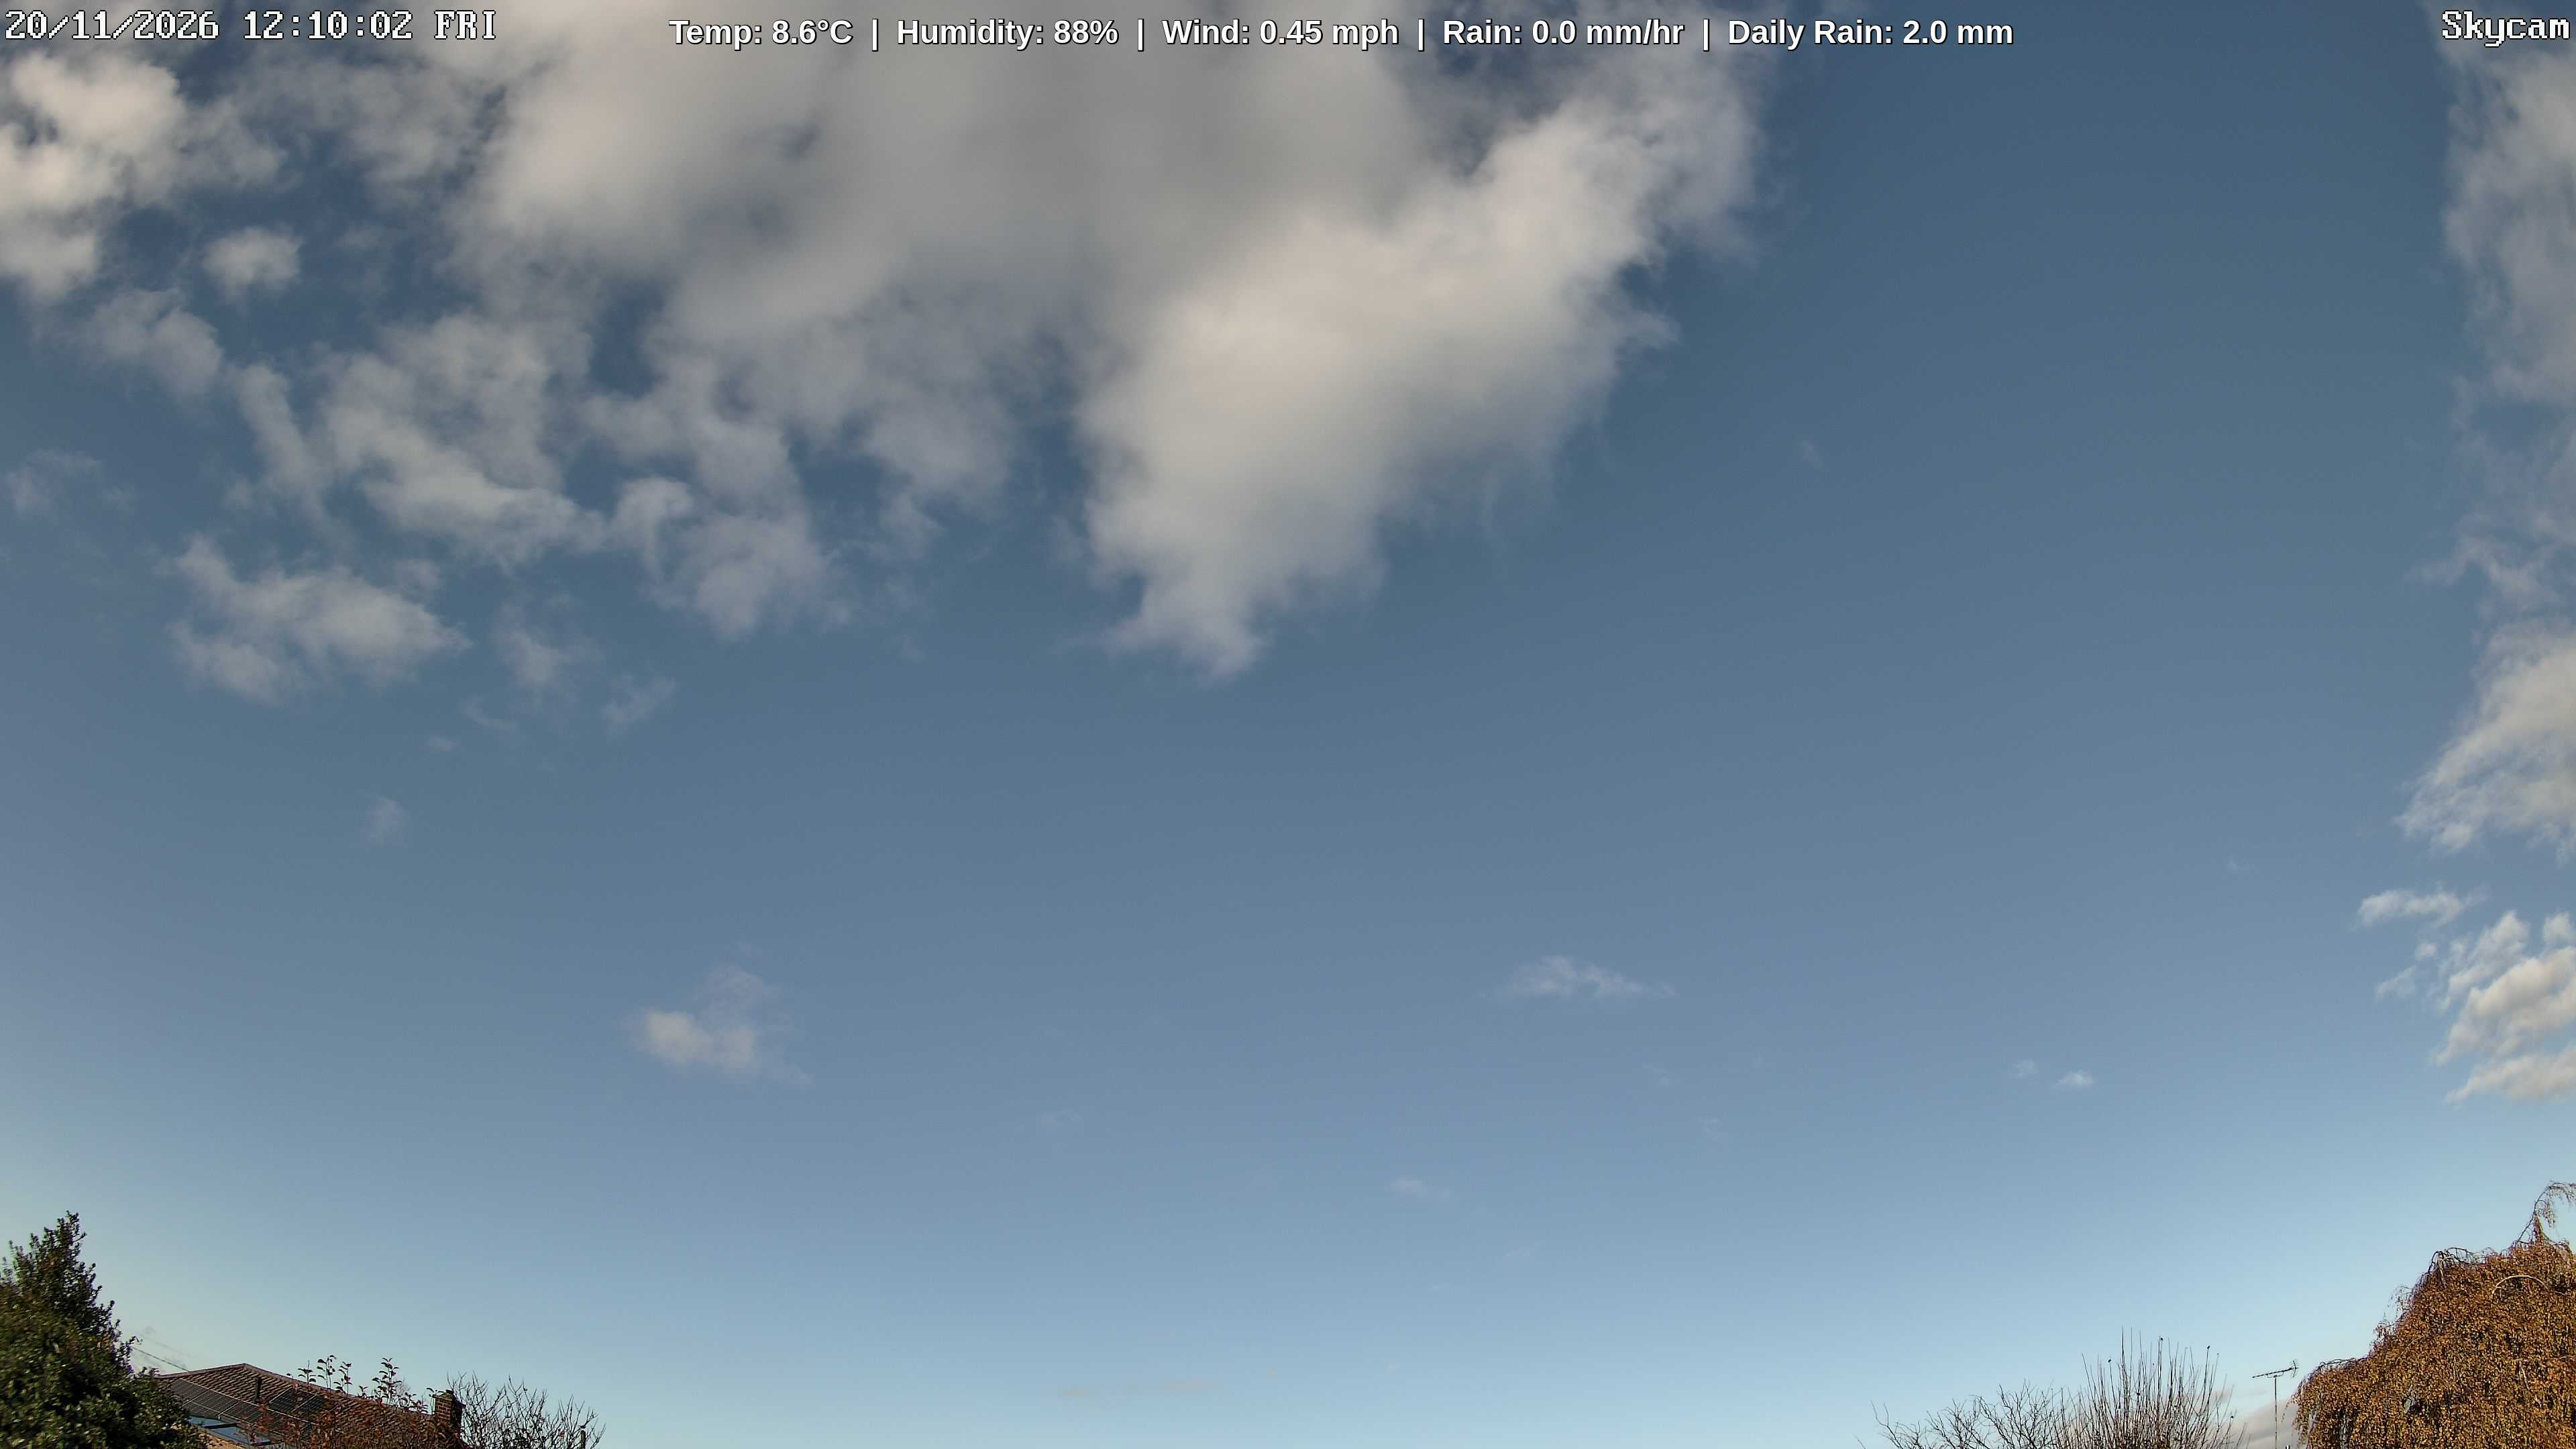 20/11/2026 12:10:02 FRI
Temp: 8.6°C | Humidity: 88% | Wind: 0.45 mph | Rain: 0.0 mm/hr | Daily Rain: 2.0 mm
Skycam